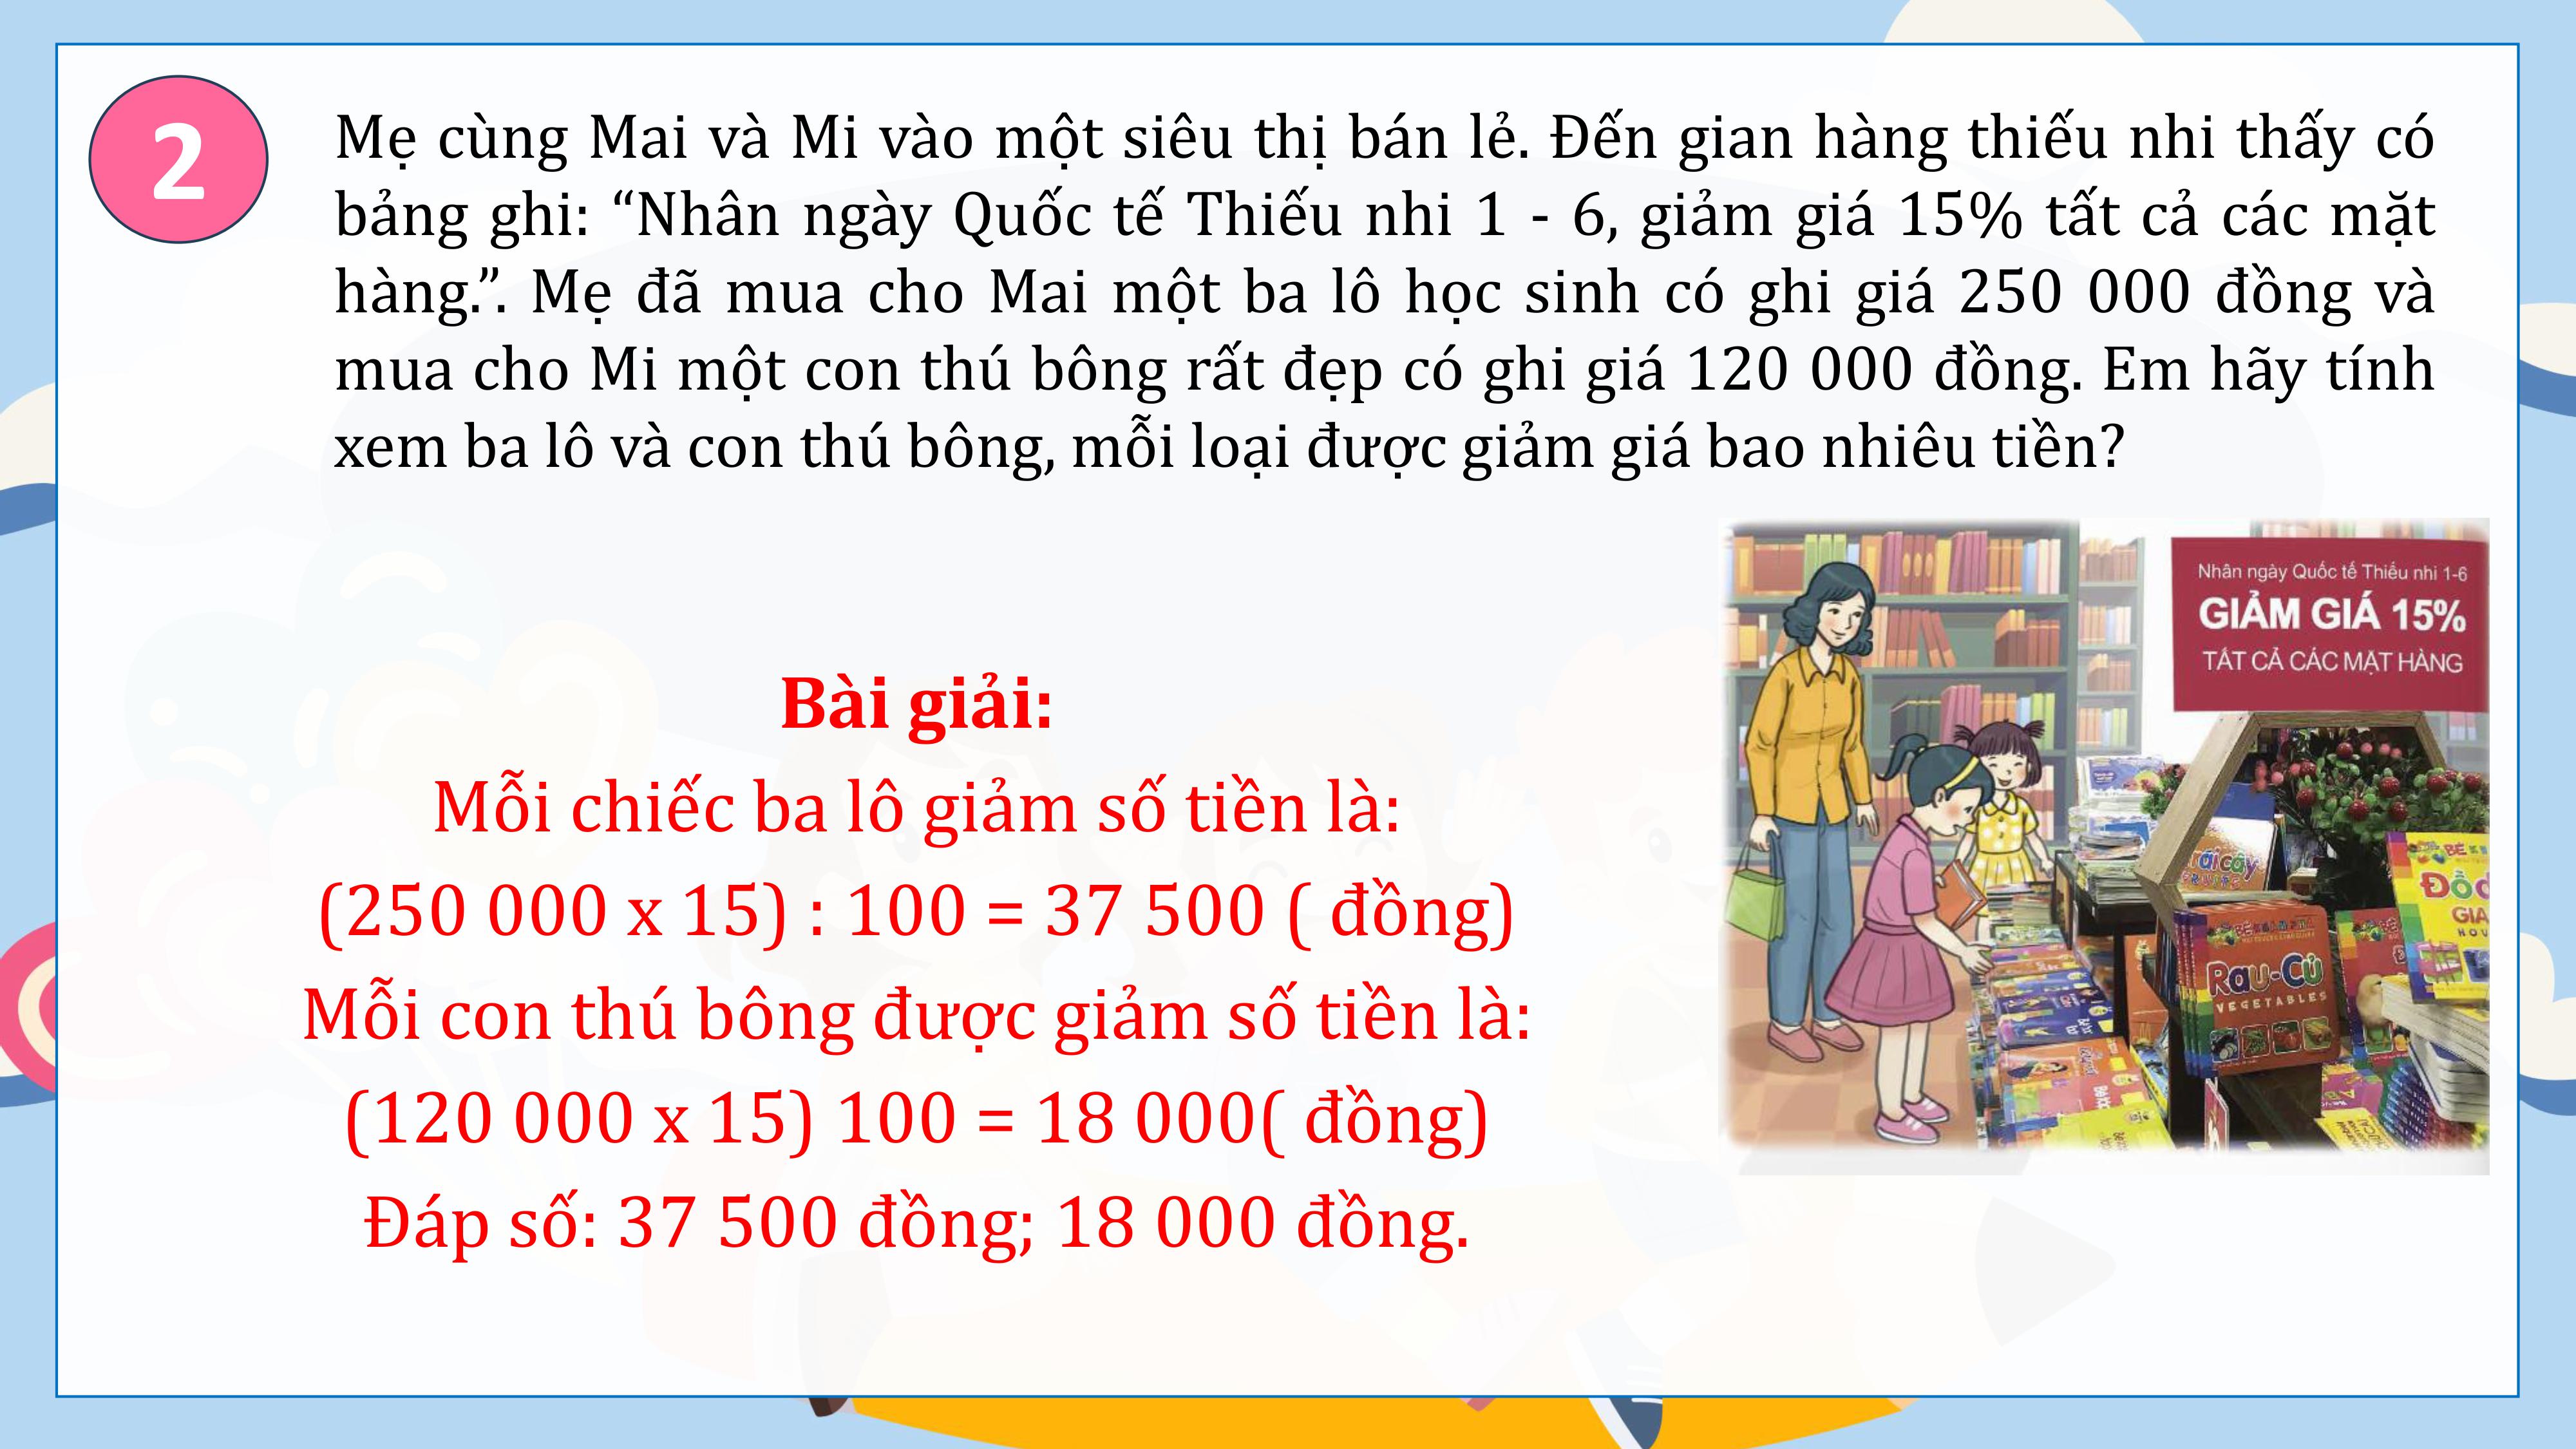 2
Mẹ cùng Mai và Mi vào một siêu thị bán lẻ. Đến gian hàng thiếu nhi thấy có
bảng ghi: “Nhân ngày Quốc tế Thiếu nhi 1 - 6, giảm giá 15% tất cả các mặt
hàng.”. Mẹ đã mua cho Mai một ba lô học sinh có ghi giá 250 000 đồng và
mua cho Mi một con thú bông rất đẹp có ghi giá 120 000 đồng. Em hãy tính
xem ba lô và con thú bông, mỗi loại được giảm giá bao nhiêu tiền?
Nhân ngày Quốc tế Thiếu nhi 1-6
GIẢM GIÁ 15%
TẤT CẢ CÁC MẶT HÀNG
Bài giải:
Mỗi chiếc ba lô giảm số tiền là:
(250 000 x 15) : 100 = 37 500 ( đồng)
Mỗi con thú bông được giảm số tiền là:
(120 000 x 15) 100 = 18 000( đồng)
Đáp số: 37 500 đồng; 18 000 đồng.
Rau-Củ
VEGETABLES